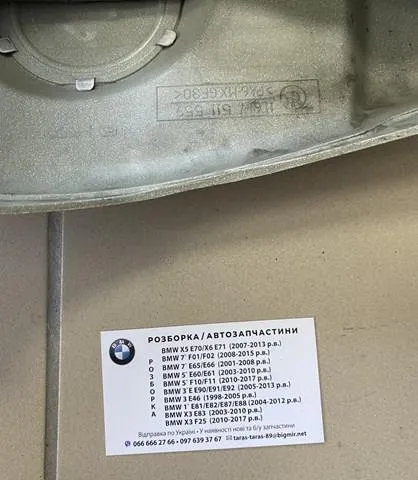 >PA6-MXGF30<
BMW
РОЗБОРКА / АВТОЗАПЧАСТИНИ
РОЗБОРКА
BMW X5 E70/X6 E71 (2007-2013 р.в.)
BMW 7` F01/F02 (2008-2015 р.в.)
BMW 7` E65/E66 (2001-2008 р.в.)
BMW 5` E60/E61 (2003-2010 р.в.)
BMW 5` F10/F11 (2010-2017 р.в.)
BMW 3`E E90/E91/E92 (2005-2013 р.в.)
BMW 3 E46 (1998-2005 р.в.)
BMW 1` E81/E82/E87/E88 (2004-2012 р.в.)
BMW X3 E83 (2003-2010 р.в.)
BMW X3 F25 (2010-2017 р.в.)
Відправка по Україні • У наявності нові та б/у запчастини
066 666 27 66 • 097 639 37 67 taras-taras-89@bigmir.net